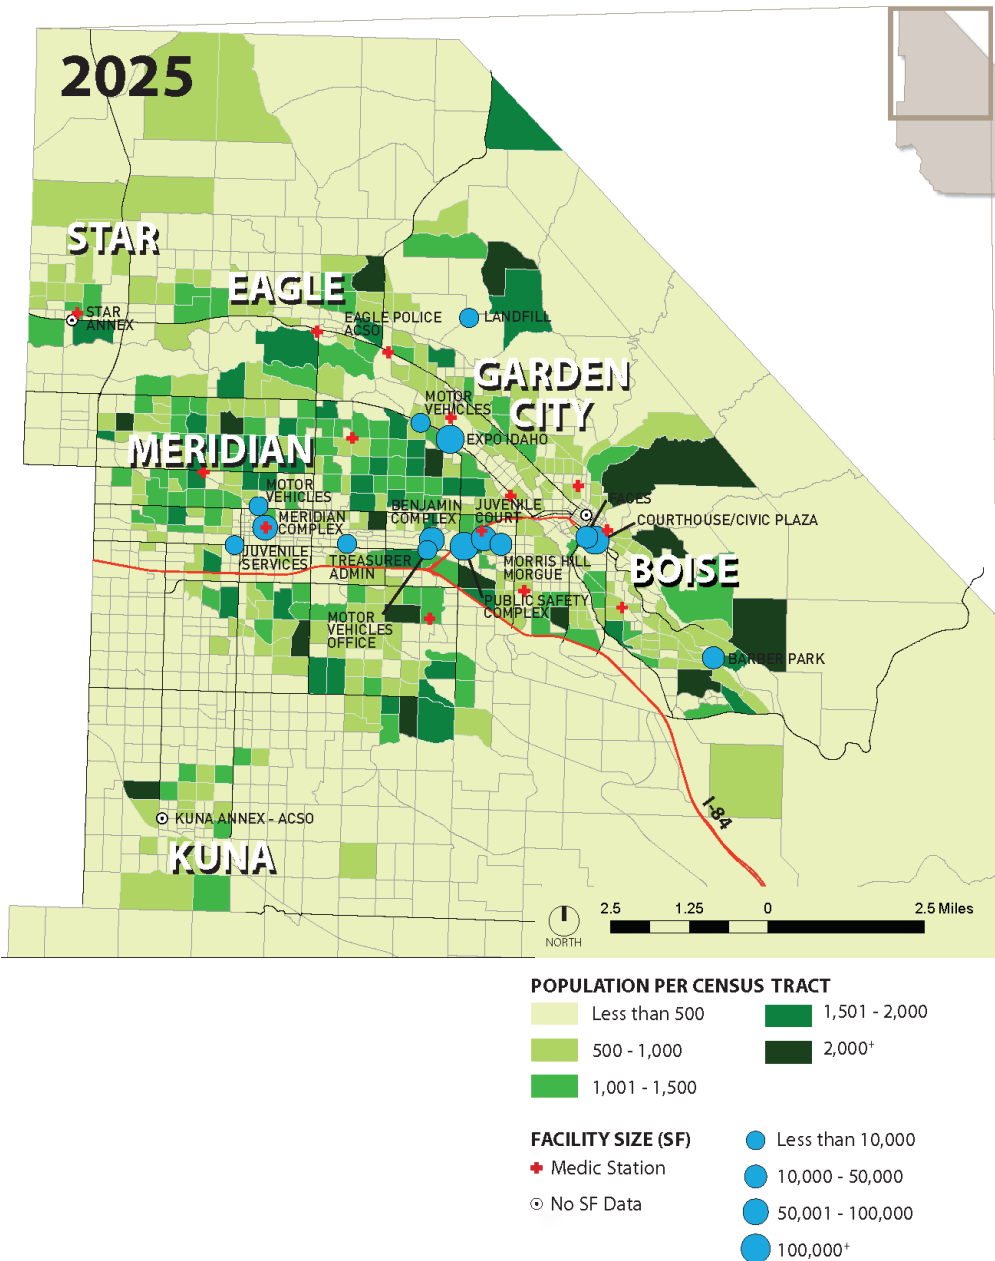 2025
STAR
EAGLE
STAR
ANNEX
EAGLE POLICE
ACSO
LANDFILL
GARDEN
CITY
MOTOR
VEHICLES
EXPO IDAHO
MERIDIAN
MOTOR
VEHICLES
MERIDIAN
COMPLEX
JUVENILE
SERVICES
BENJAMIN
COMPLEX
JUVENILE
COURT
FACES
COURTHOUSE/CIVIC PLAZA
TREASURER
ADMIN
MORRIS HILL
MORGUE
BOISE
PUBLIC SAFETY
COMPLEX
MOTOR
VEHICLES
OFFICE
BARBER PARK
I-84
KUNA ANNEX - ACSO
KUNA
NORTH
2.5 1.25 0 2.5 Miles
POPULATION PER CENSUS TRACT
Less than 500
500 - 1,000
1,001 - 1,500
1,501 - 2,000
2,000+
FACILITY SIZE (SF)
Medic Station
No SF Data
Less than 10,000
10,000 - 50,000
50,001 - 100,000
100,000+